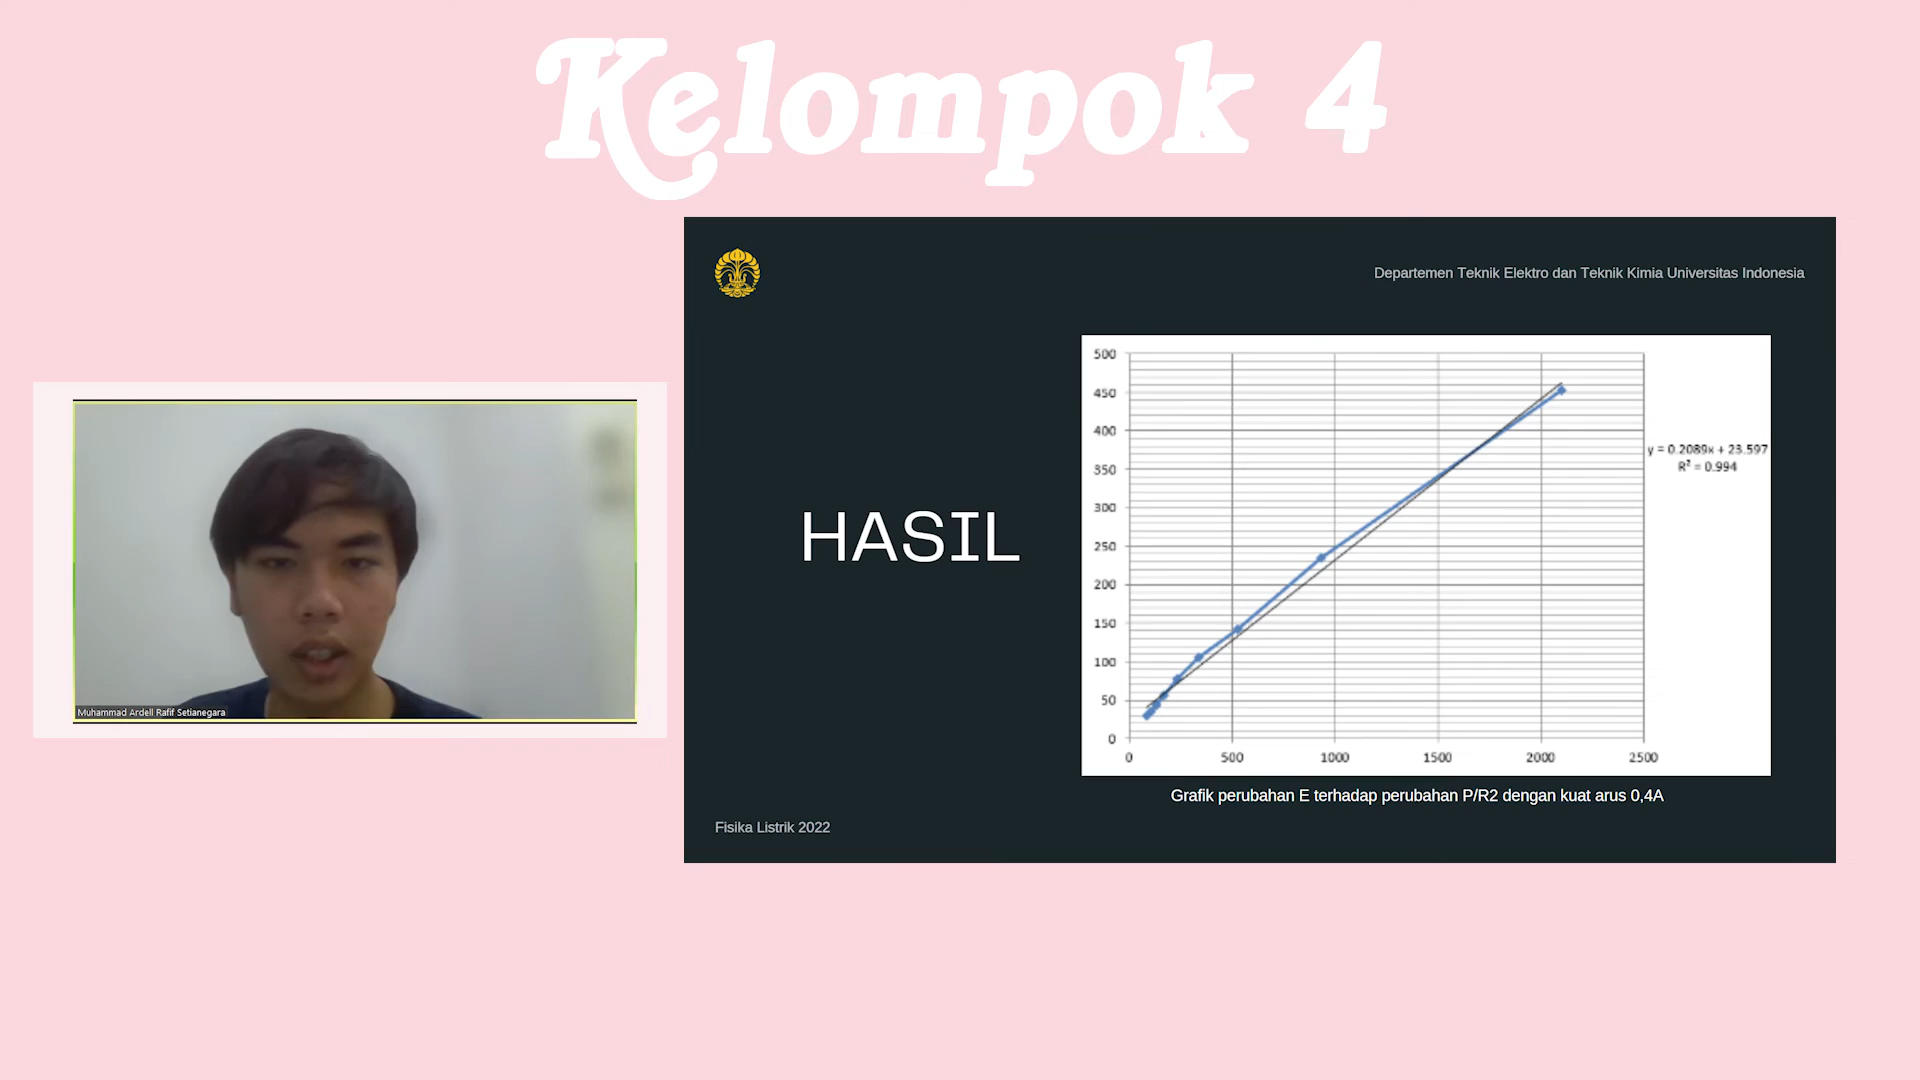 Kelompok 4
Departemen Teknik Elektro dan Teknik Kimia Universitas Indonesia
HASIL
500
450
400
350
300
250
200
150
100
50
0
0 500 1000 1500 2000 2500
y = 0.2089x + 23.597
R² = 0.994
Grafik perubahan E terhadap perubahan P/R2 dengan kuat arus 0,4A
Fisika Listrik 2022
Muhammad Ardell Rafif Setianegara